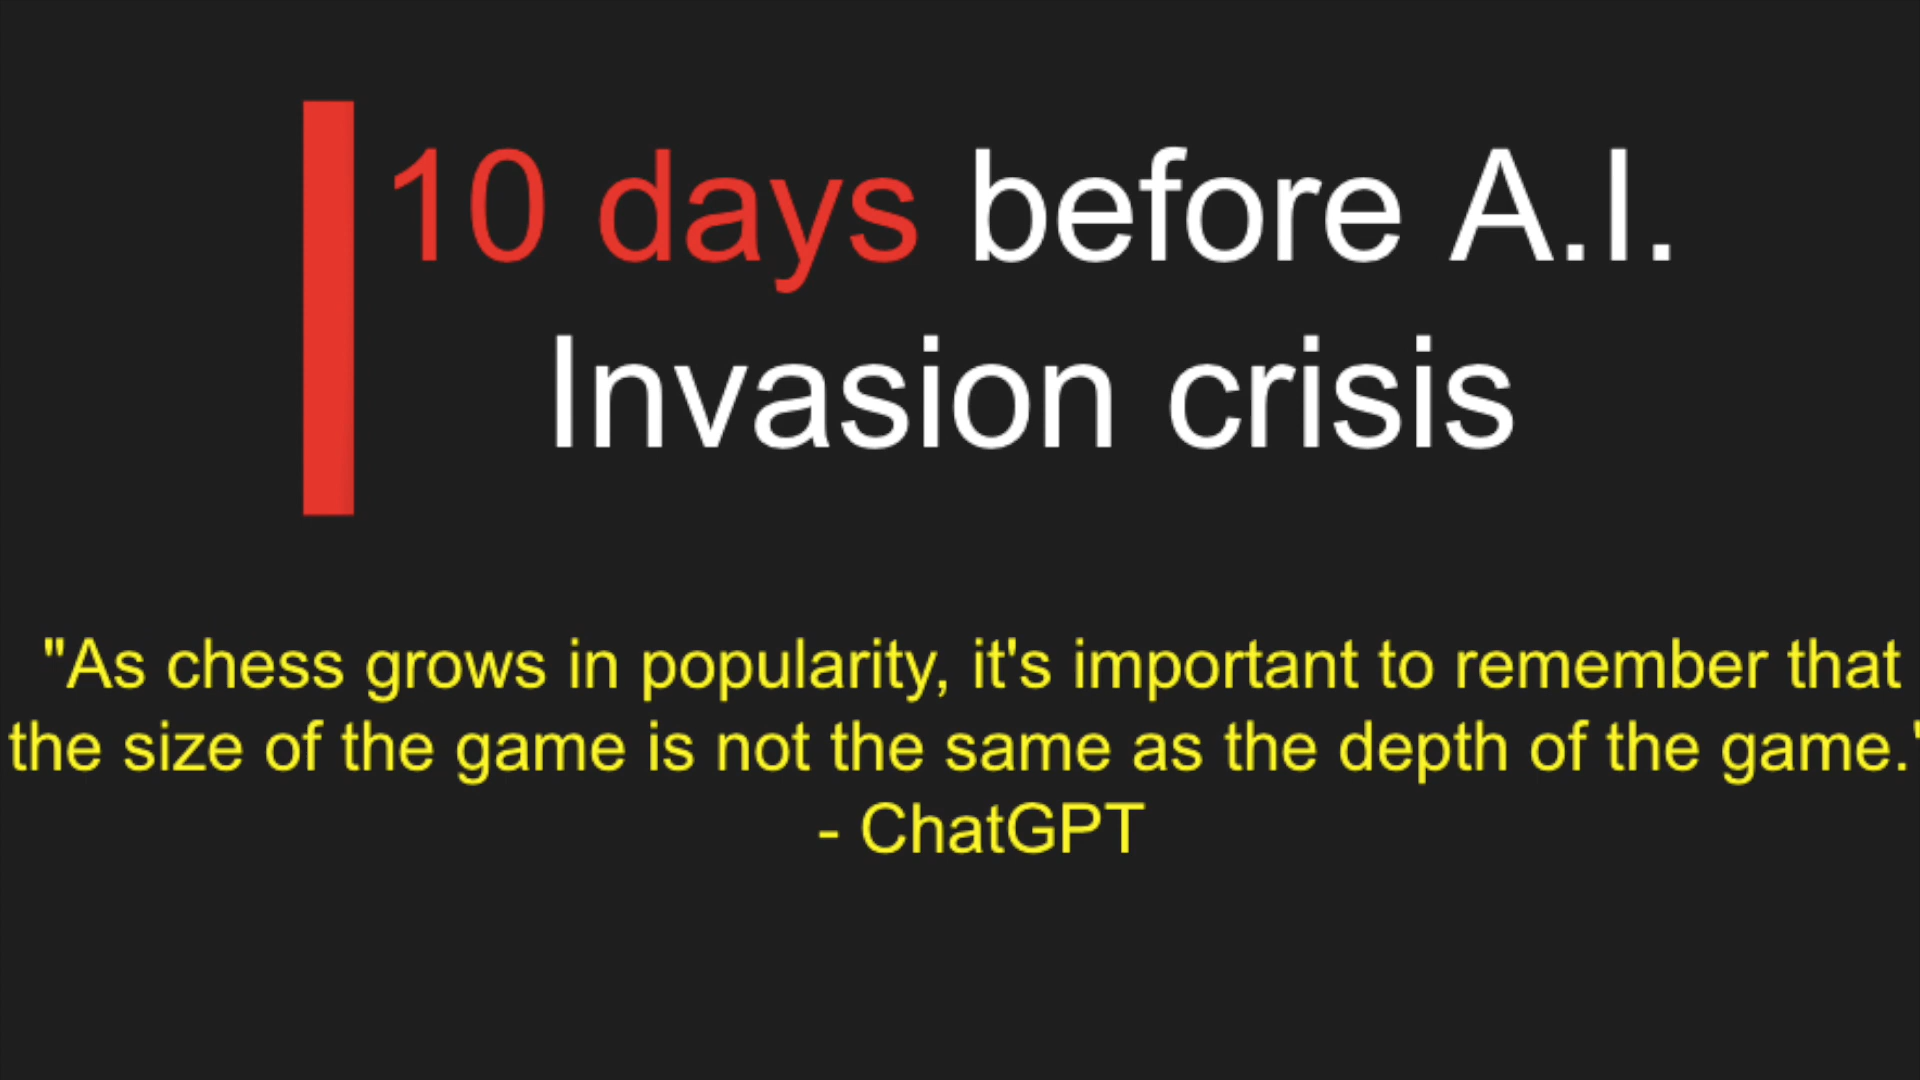 10 days before A.I.
Invasion crisis
"As chess grows in popularity, it's important to remember that
the size of the game is not the same as the depth of the game."
- ChatGPT